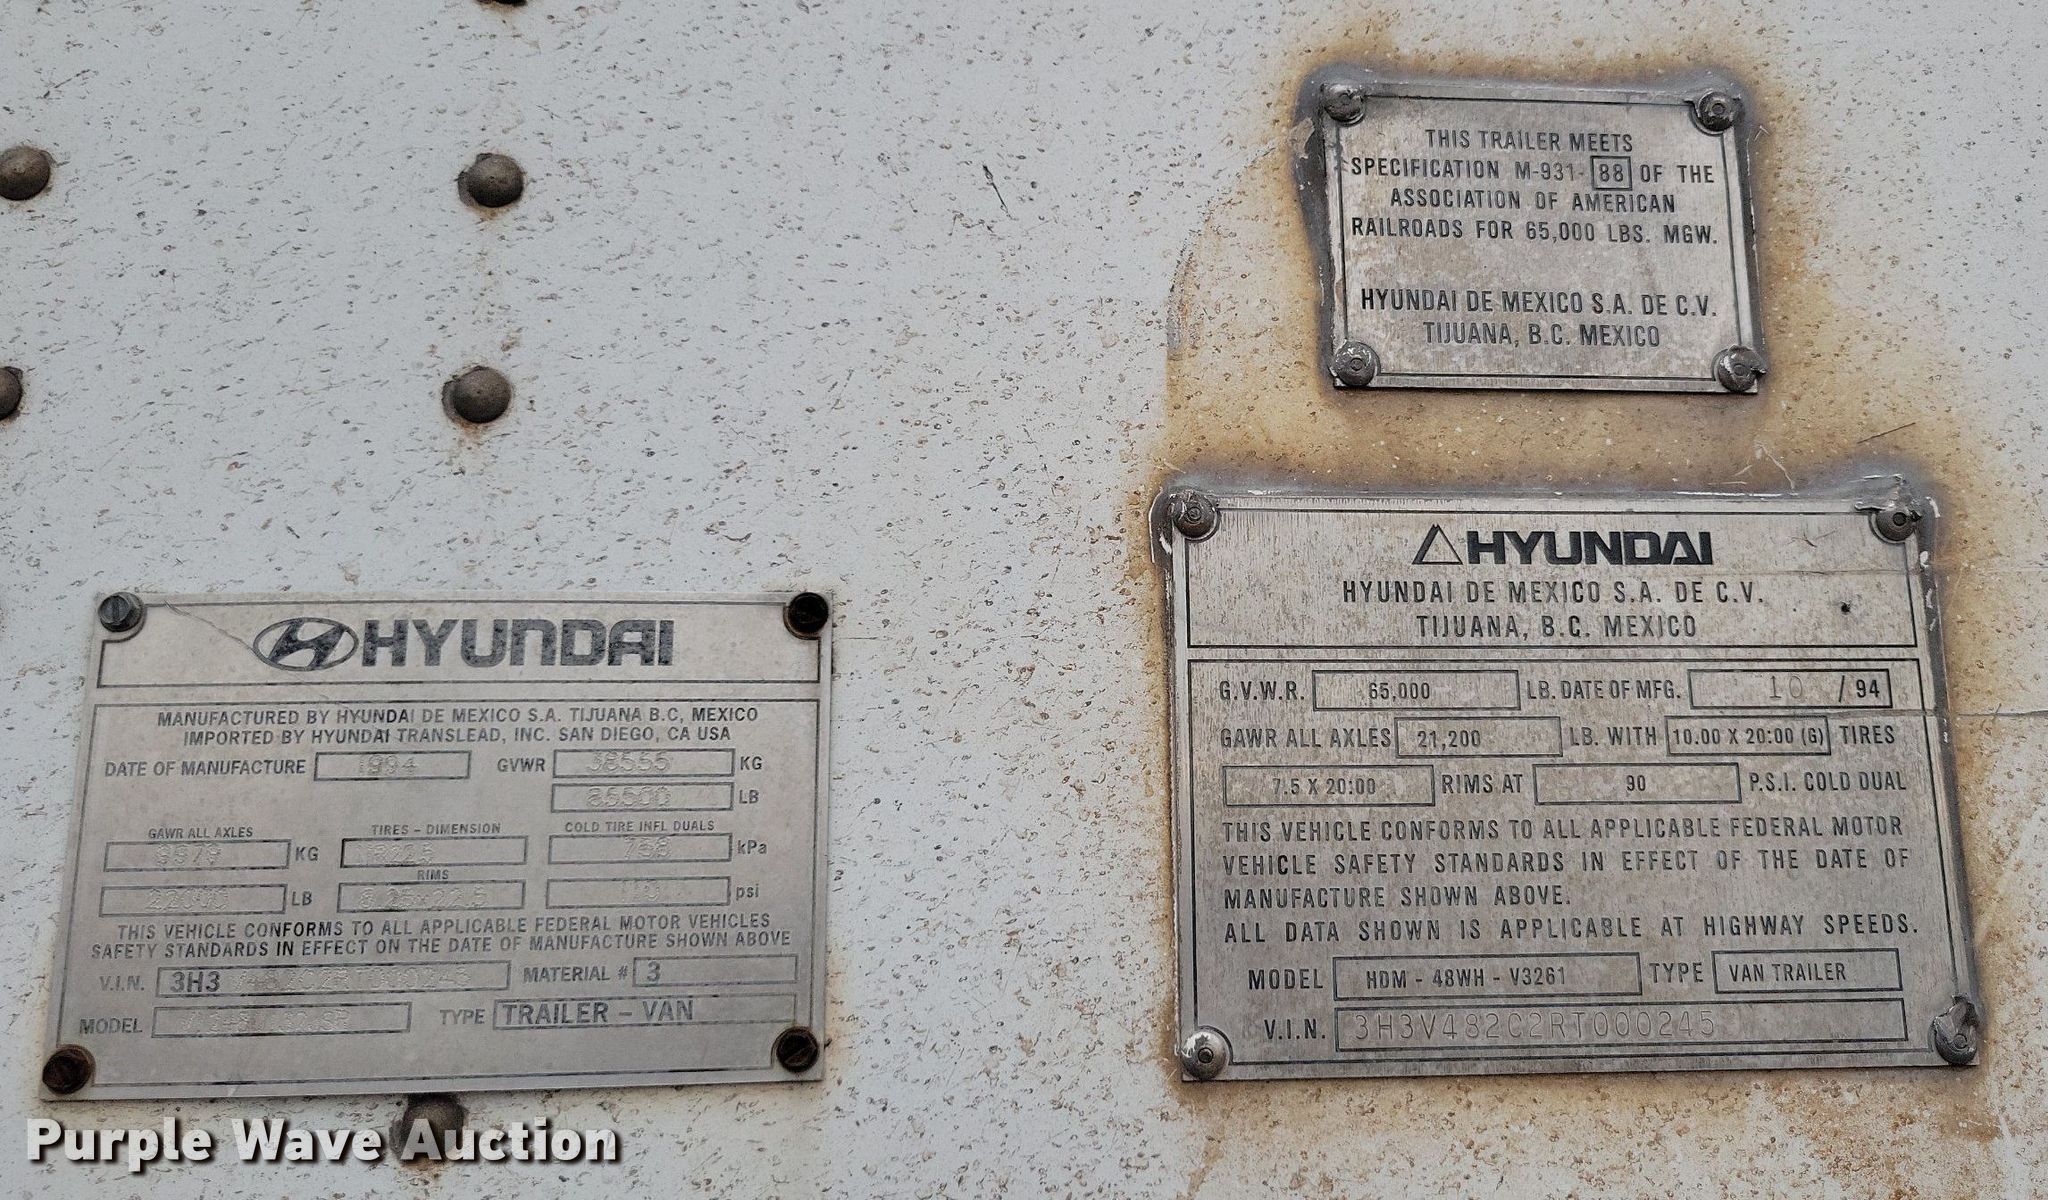 THIS TRAILER MEETS
SPECIFICATION M-931-88 OF THE
ASSOCIATION OF AMERICAN
RAILROADS FOR 65,000 LBS. MGW.
HYUNDAI DE MEXICO S.A. DE C.V.
TIJUANA, B.C. MEXICO
HYUNDAI
MANUFACTURED BY HYUNDAI DE MEXICO S.A. TIJUANA B.C, MEXICO
IMPORTED BY HYUNDAI TRANSLEAD, INC. SAN DIEGO, CA USA
DATE OF MANUFACTURE 1994 GVWR 38555 KG
LB
GAWR ALL AXLES TIRES - DIMENSION COLD TIRE INFL DUALS
9979 KG kPa
RIMS
22000 LB 8.25 22.5 psi
THIS VEHICLE CONFORMS TO ALL APPLICABLE FEDERAL MOTOR VEHICLES
SAFETY STANDARDS IN EFFECT ON THE DATE OF MANUFACTURE SHOWN ABOVE
V.I.N. 3H3 MATERIAL # 3
MODEL TYPE TRAILER - VAN
HYUNDAI
HYUNDAI DE MEXICO S.A. DE C.V.
TIJUANA, B.C. MEXICO
G.V.W.R. 65,000 LB. DATE OF MFG. 10 / 94
GAWR ALL AXLES 21,200 LB. WITH 10.00 X 20:00 (G) TIRES
7.5 X 20:00 RIMS AT 90 P.S.I. COLD DUAL
THIS VEHICLE CONFORMS TO ALL APPLICABLE FEDERAL MOTOR
VEHICLE SAFETY STANDARDS IN EFFECT OF THE DATE OF
MANUFACTURE SHOWN ABOVE.
ALL DATA SHOWN IS APPLICABLE AT HIGHWAY SPEEDS.
MODEL HDM - 48WH - V3261 TYPE VAN TRAILER
V.I.N. 3H3V482C2RT000245
Purple Wave Auction